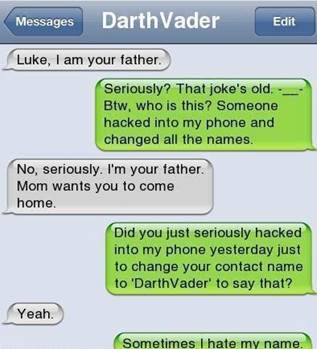 Messages DarthVader Edit
Luke, I am your father.
Seriously? That joke's old. -__-
Btw, who is this? Someone
hacked into my phone and
changed all the names.
No, seriously. I'm your father.
Mom wants you to come
home.
Did you just seriously hacked
into my phone yesterday just
to change your contact name
to 'DarthVader' to say that?
Yeah.
Sometimes I hate my name.